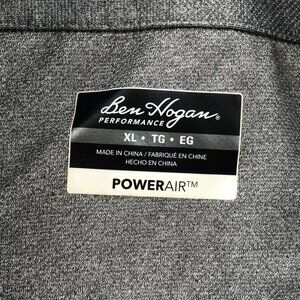 Ben Hogan®
PERFORMANCE
XL • TG • EG
MADE IN CHINA / FABRIQUÉ EN CHINE
HECHO EN CHINA
POWERAIR™